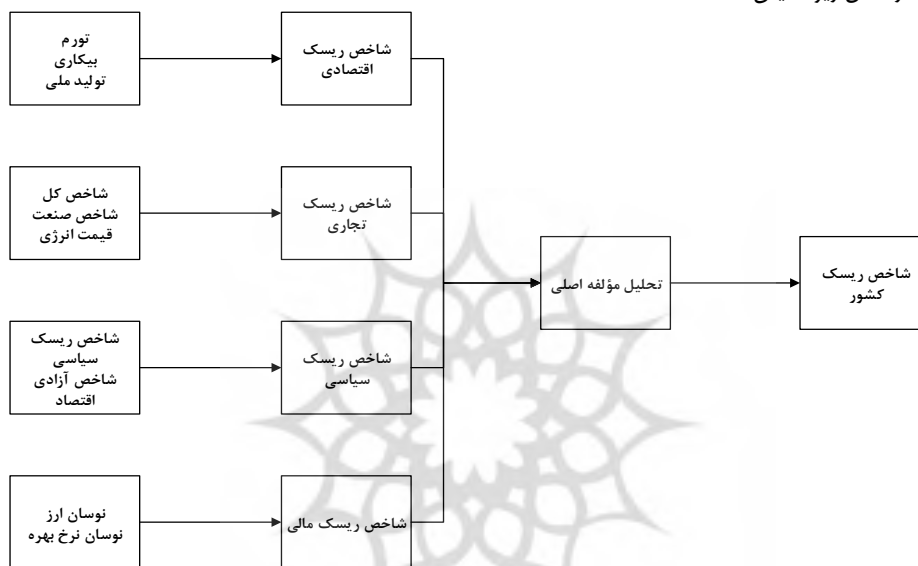 تورم
بیکاری
تولید ملی
شاخص ریسک
اقتصادی
شاخص کل
شاخص صنعت
قیمت انرژی
شاخص ریسک
تجاری
شاخص ریسک
سیاسی
شاخص آزادی
اقتصاد
شاخص ریسک
سیاسی
نوسان ارز
نوسان نرخ بهره
شاخص ریسک مالی
تحلیل مؤلفه اصلی
شاخص ریسک
کشور